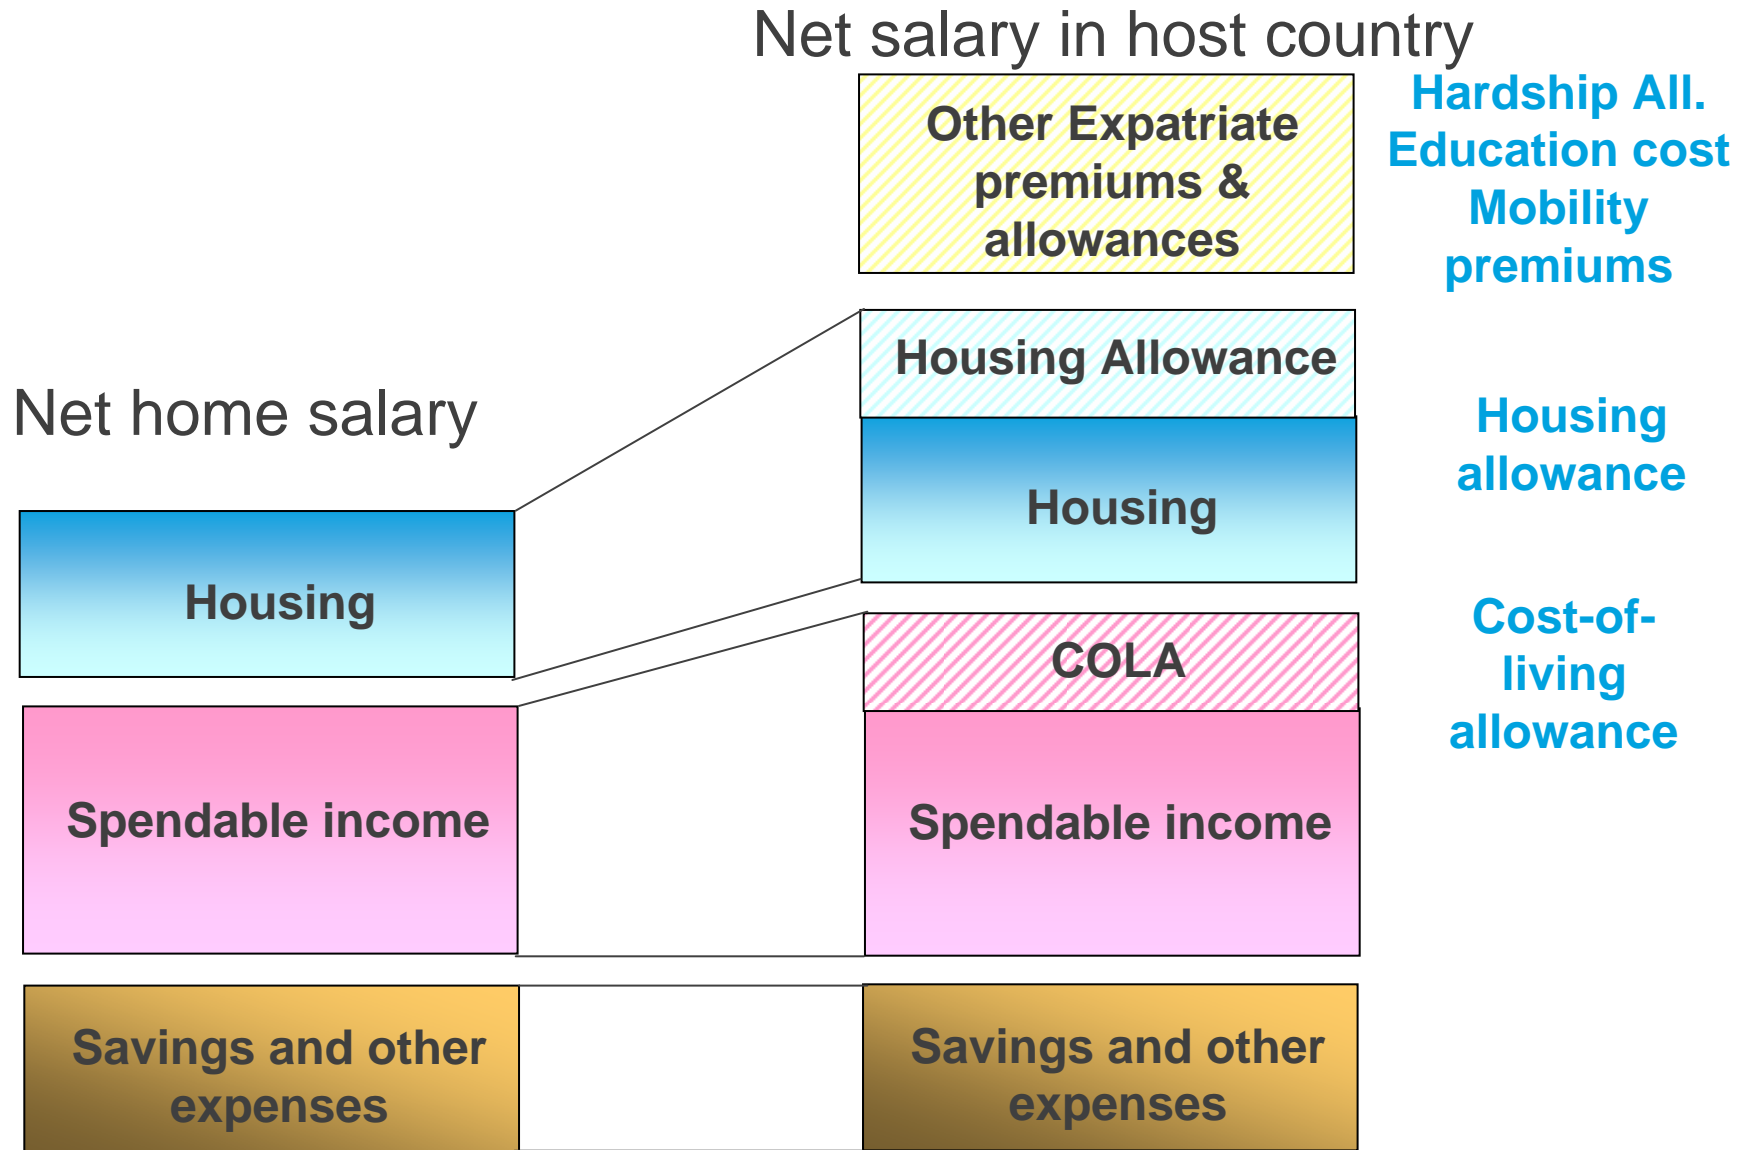 Net salary in host country
Other Expatriate
premiums &
allowances
Hardship All.
Education cost
Mobility
premiums
Housing Allowance
Net home salary
Housing
allowance
Housing
Housing
COLA
Cost-of-
living
allowance
Spendable income
Spendable income
Savings and other
expenses
Savings and other
expenses